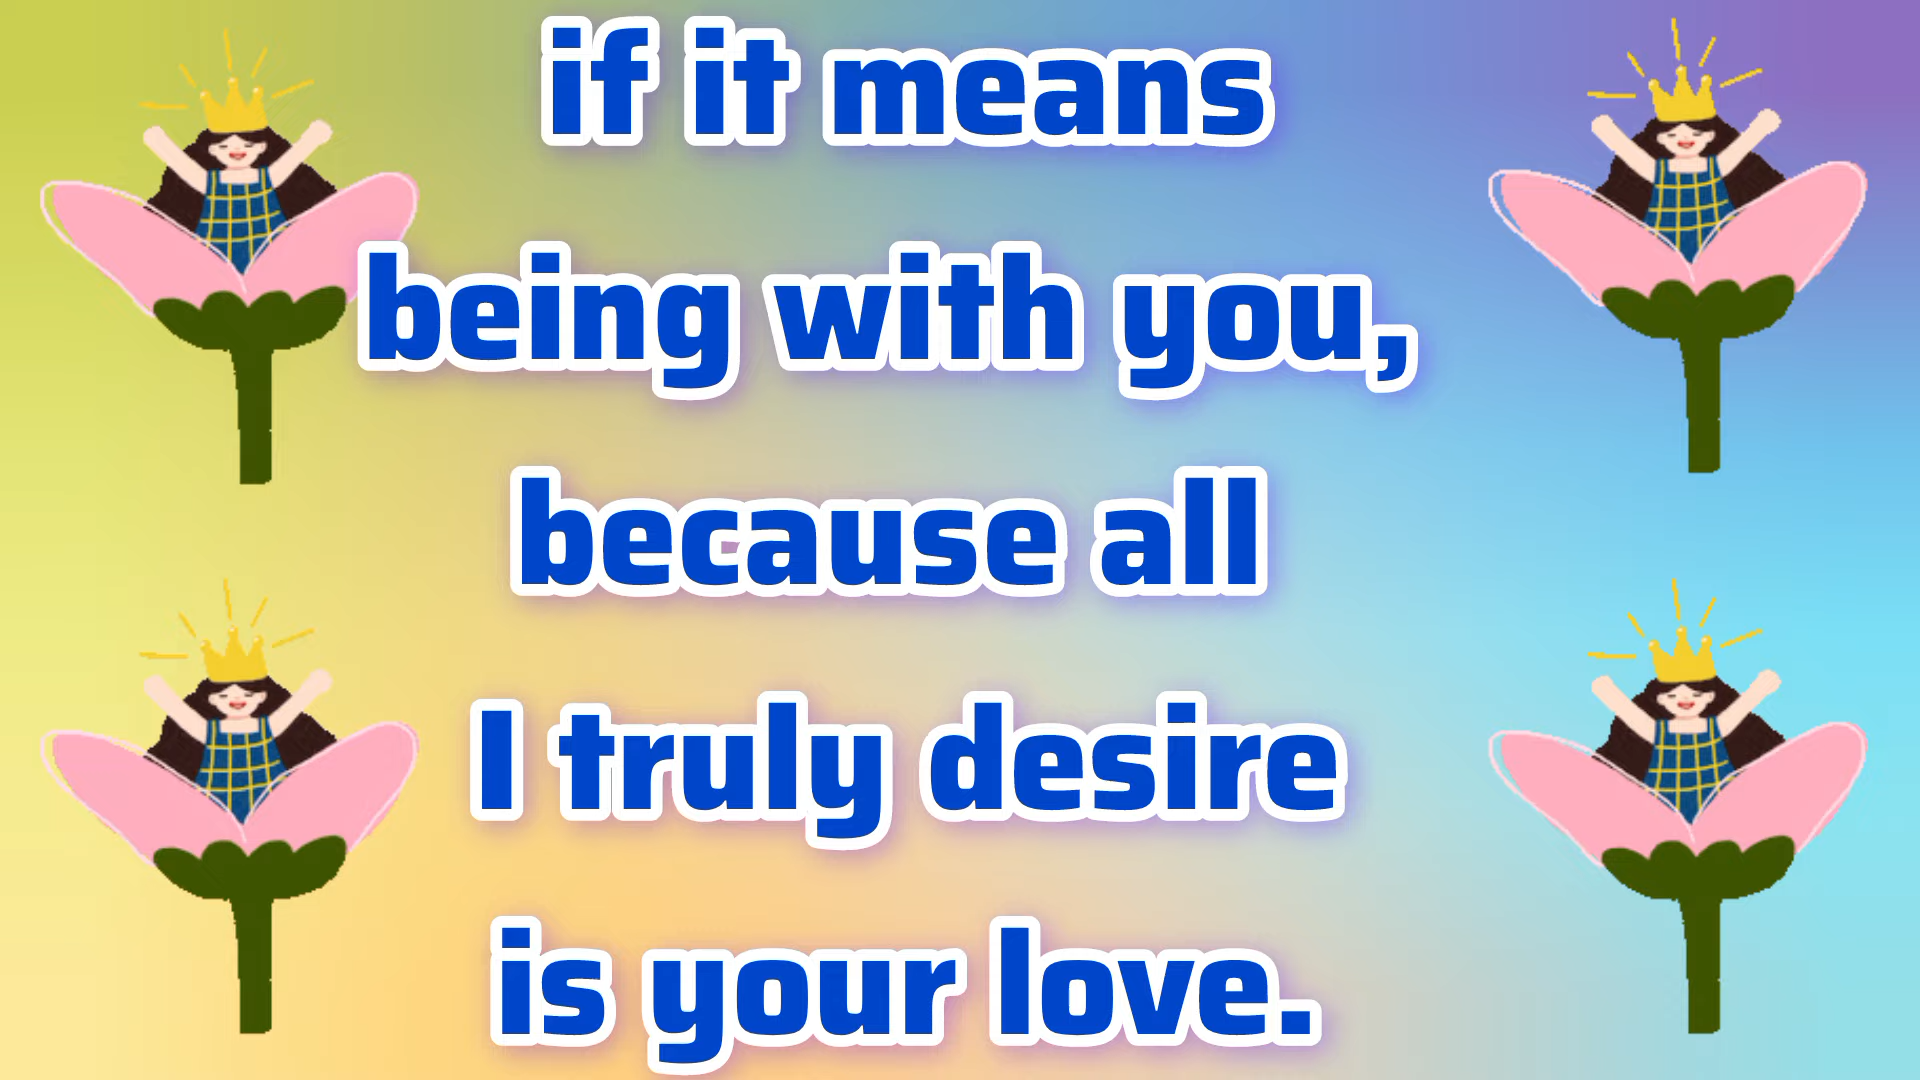 if it means
being with you,
because all
I truly desire
is your love.